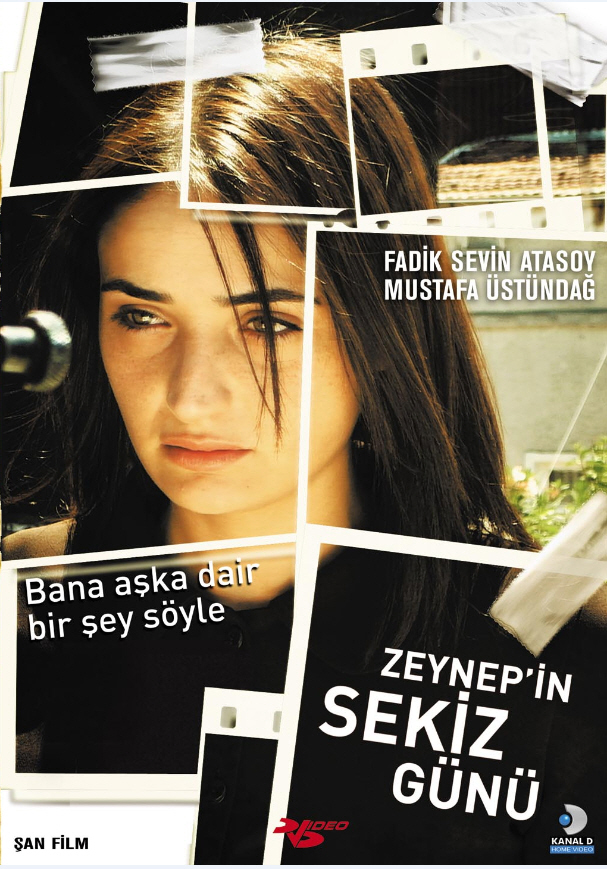 FADİK SEVİN ATASOY
MUSTAFA ÜSTÜNDAĞ
Bana aşka dair
bir şey söyle
ZEYNEP'İN
SEKİZ
GÜNÜ
ŞAN FİLM
VIDEO
KANAL D
HOME VIDEO